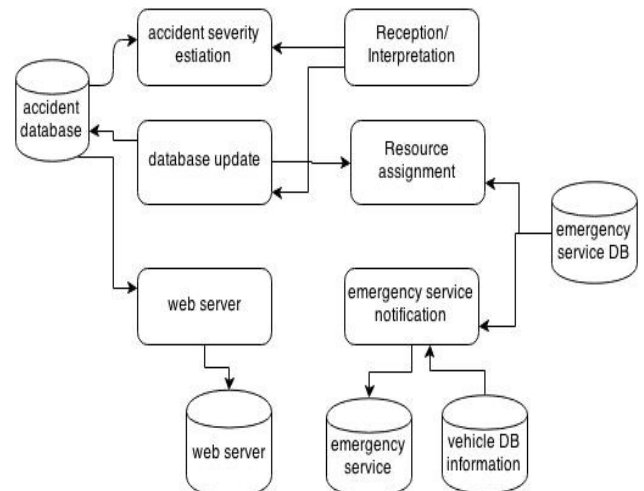 accident severity
estiation
Reception/
Interpretation
accident
database
database update
Resource
assignment
emergency
service DB
web server
emergency service
notification
web server
emergency
service
vehicle DB
information